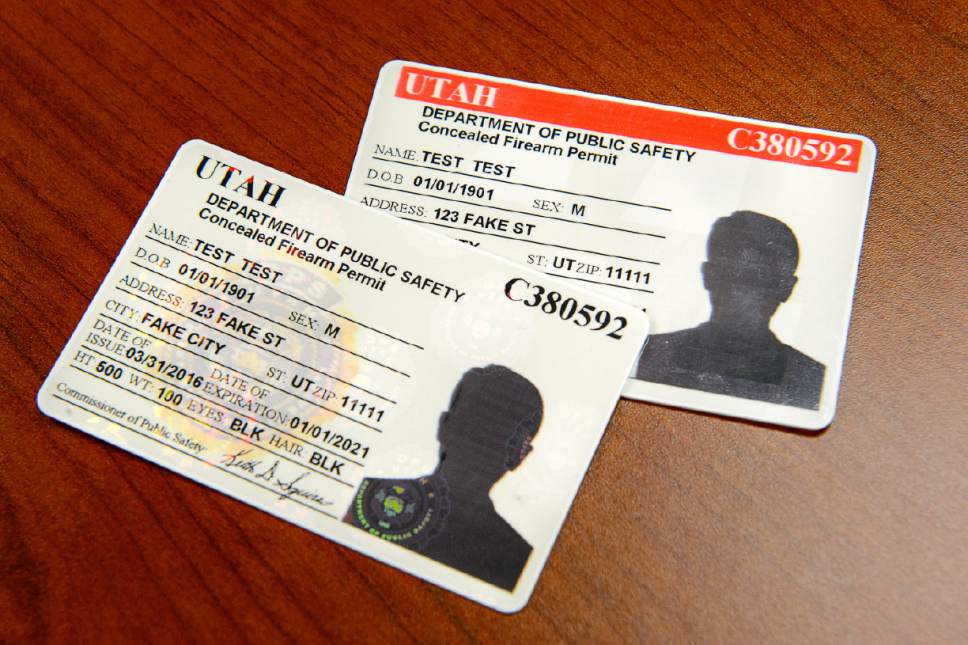 UTAH
DEPARTMENT OF PUBLIC SAFETY
Concealed Firearm Permit
C380592
NAME: TEST TEST
D.O.B 01/01/1901 SEX: M
ADDRESS: 123 FAKE ST
ST: UT ZIP: 11111
UTAH
DEPARTMENT OF PUBLIC SAFETY
Concealed Firearm Permit
C380592
NAME: TEST TEST
D.O.B 01/01/1901 SEX: M
ADDRESS: 123 FAKE ST
CITY: FAKE CITY ST: UT ZIP: 11111
DATE OF
ISSUE 03/31/2016 DATE OF
EXPIRATION: 01/01/2021
HT 500 WT: 100 EYES BLK HAIR: BLK
Commissioner of Public Safety
DEPARTMENT OF PUBLIC SAFETY